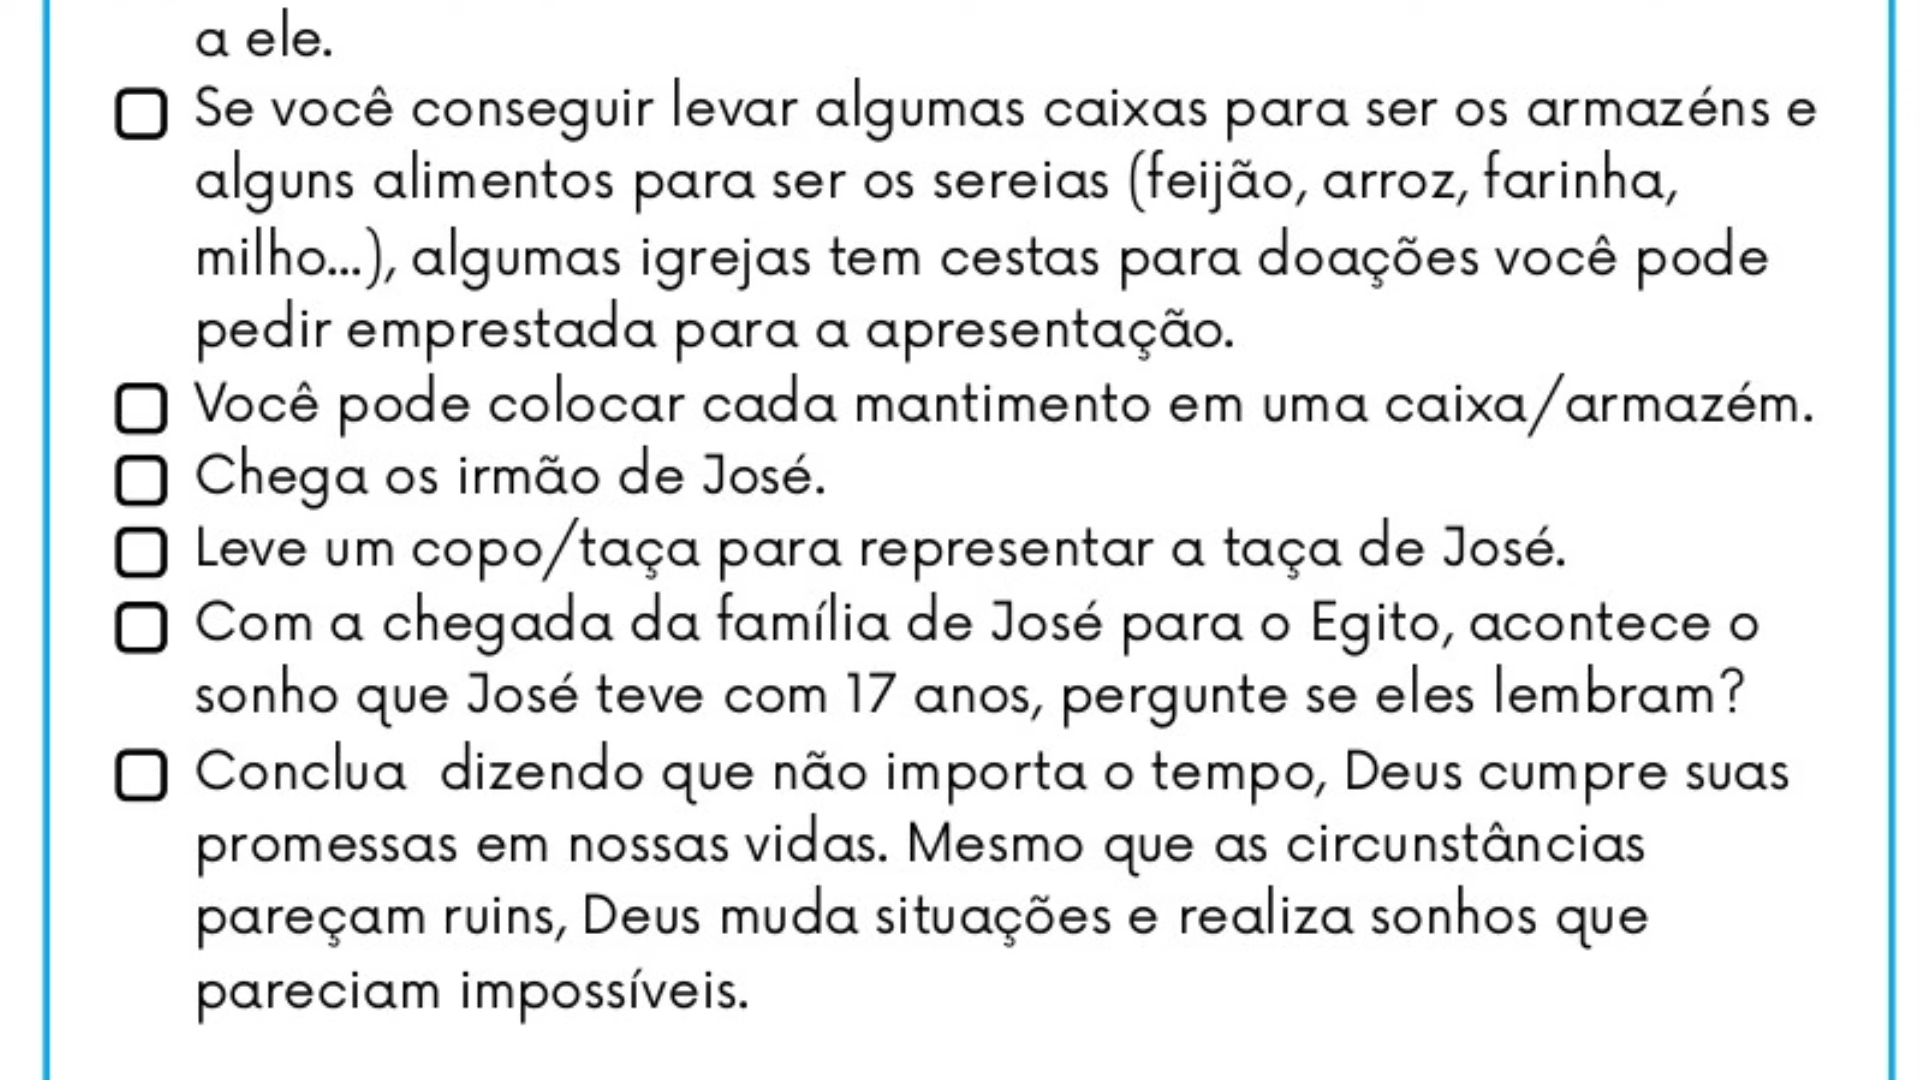 a ele.
Se você conseguir levar algumas caixas para ser os armazéns e
alguns alimentos para ser os sereias (feijão, arroz, farinha,
milho...), algumas igrejas tem cestas para doações você pode
pedir emprestada para a apresentação.
Você pode colocar cada mantimento em uma caixa/armazém.
Chega os irmão de José.
Leve um copo/taça para representar a taça de José.
Com a chegada da família de José para o Egito, acontece o
sonho que José teve com 17 anos, pergunte se eles lembram?
Conclua  dizendo que não importa o tempo, Deus cumpre suas
promessas em nossas vidas. Mesmo que as circunstâncias
pareçam ruins, Deus muda situações e realiza sonhos que
pareciam impossíveis.